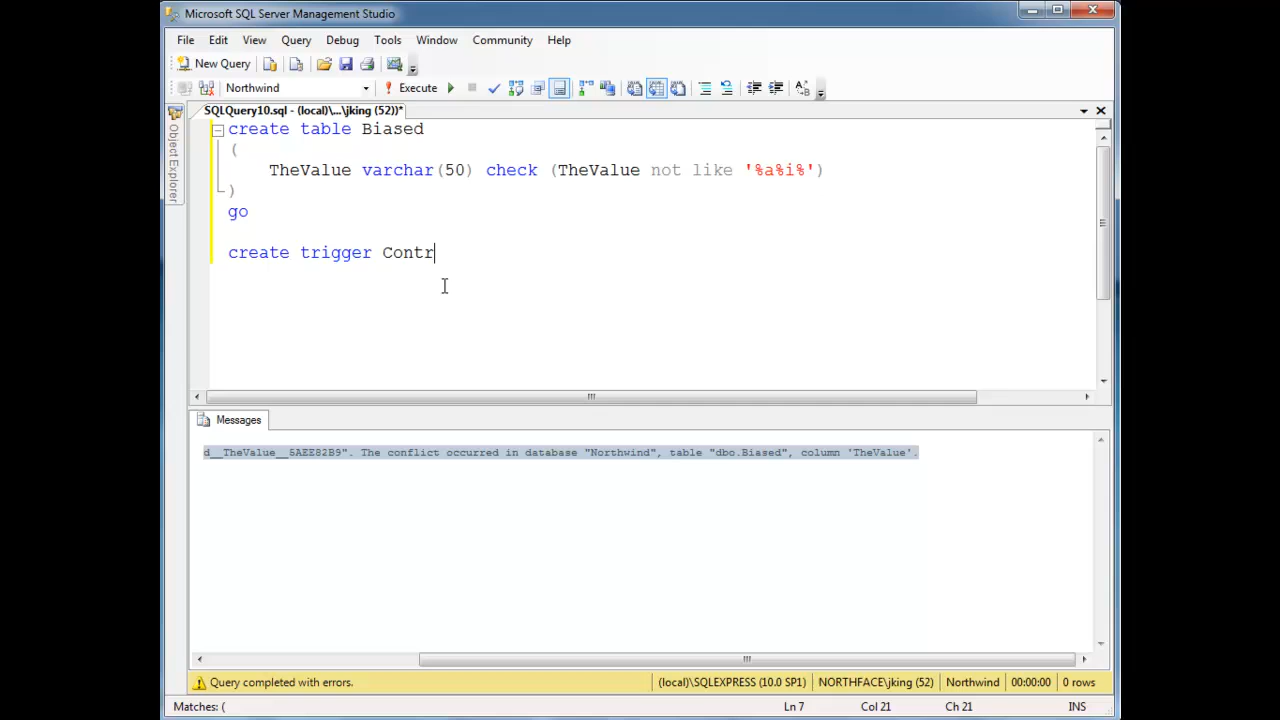 Microsoft SQL Server Management Studio
File Edit View Query Debug Tools Window Community Help
New Query
Northwind Execute
SQLQuery10.sql - (local)\...\jking (52))*
Object Explorer
create table Biased
(
TheValue varchar(50) check (TheValue not like '%a%i%')
)
go
create trigger Contr
Messages
d__TheValue__5AEE82B9". The conflict occurred in database "Northwind", table "dbo.Biased", column 'TheValue'.
Query completed with errors. (local)\SQLEXPRESS (10.0 SP1) NORTHFACE\jking (52) Northwind 00:00:00 0 rows
Matches: ( Ln 7 Col 21 Ch 21 INS